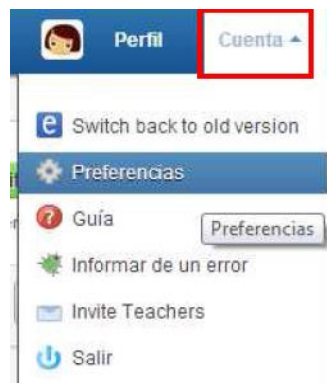 Perfil Cuenta
Switch back to old version
Preferencias
Guía
Preferencias
Informar de un error
Invite Teachers
Salir